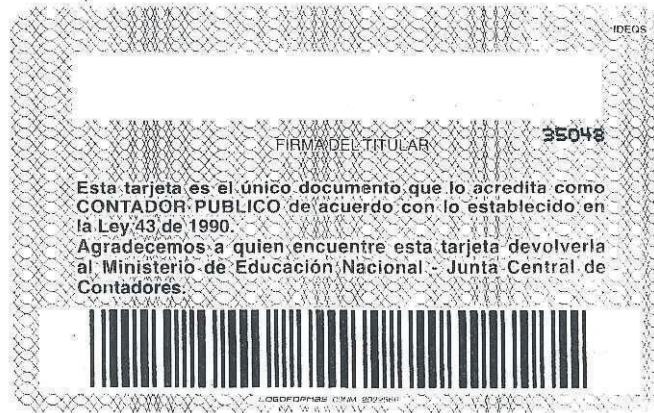 IDEOS
35048
FIRMA DEL TITULAR
Esta tarjeta es el único documento que lo acredita como
CONTADOR PUBLICO de acuerdo con lo establecido en
la Ley 43 de 1990.
Agradecemos a quien encuentre esta tarjeta devolverla
al Ministerio de Educación Nacional - Junta Central de
Contadores.
LOGOFORMAS